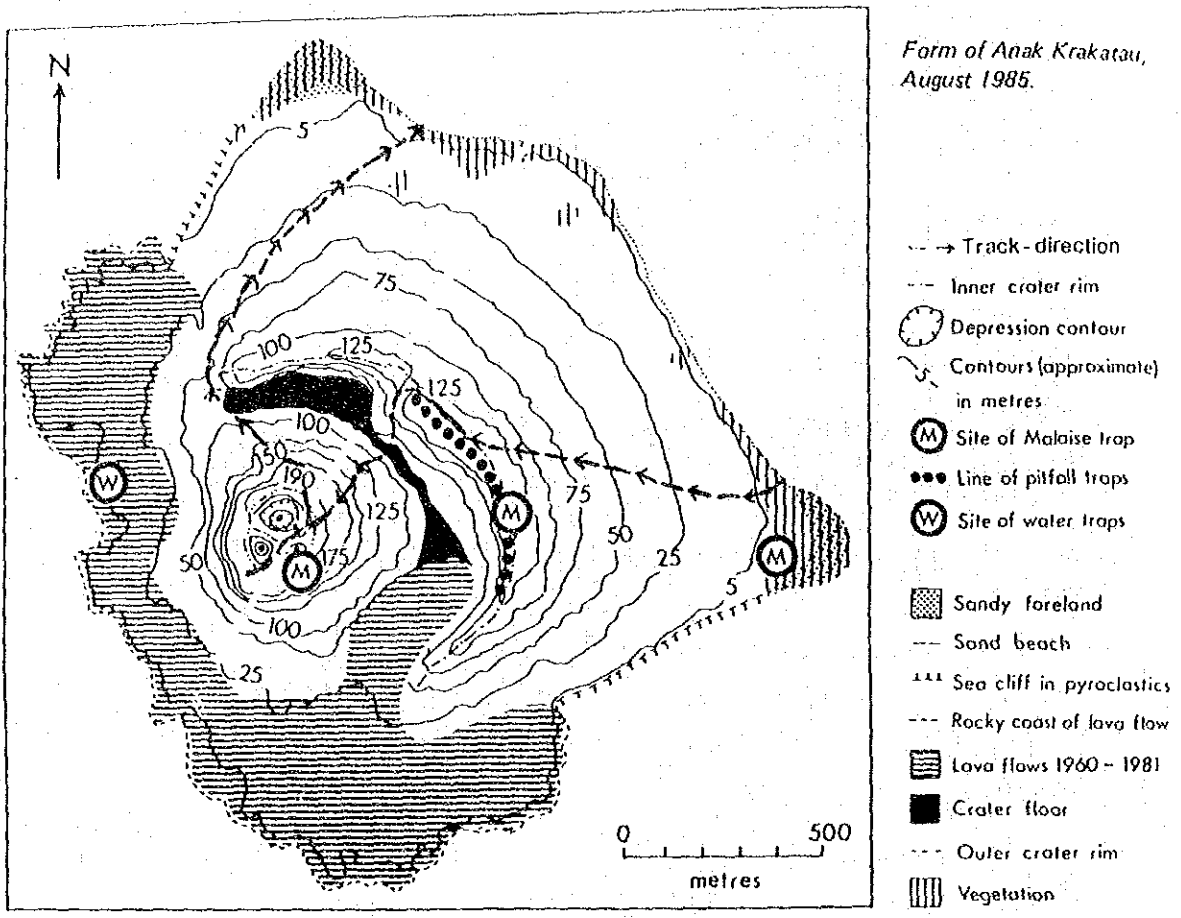 Form of Anak Krakatau,
August 1985.
N
5
75
100
125
125
100
50
190
125
175
50
100
25
75
50
25
5
W
M
M
M
0 500
metres
Track-direction
Inner crater rim
Depression contour
5
Contours (approximate)
in metres
M Site of Malaise trap
Line of pitfall traps
W Site of water traps
Sandy foreland
Sand beach
Sea cliff in pyroclastics
Rocky coast of lava flow
Lava flows 1960 - 1981
Crater floor
Outer crater rim
Vegetation